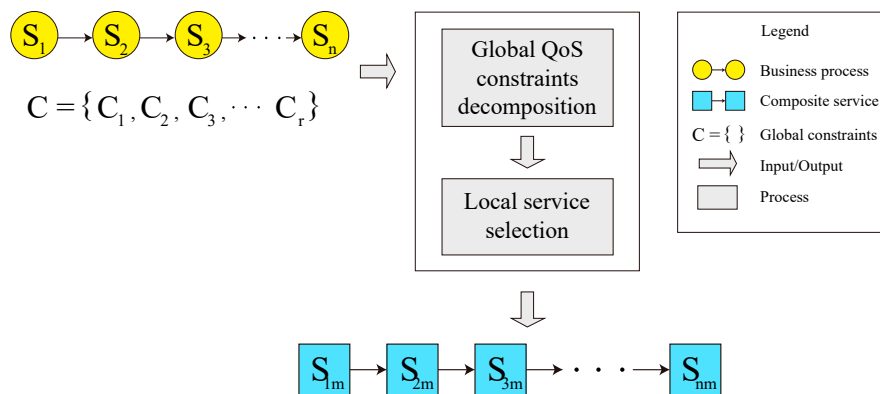 S1 S2 S3 · · · Sn
C = {C1, C2, C3, ··· Cr}
Global QoS
constraints
decomposition
Local service
selection
S1m S2m S3m · · · Snm
Legend
Business process
Composite service
C = { } Global constraints
Input/Output
Process